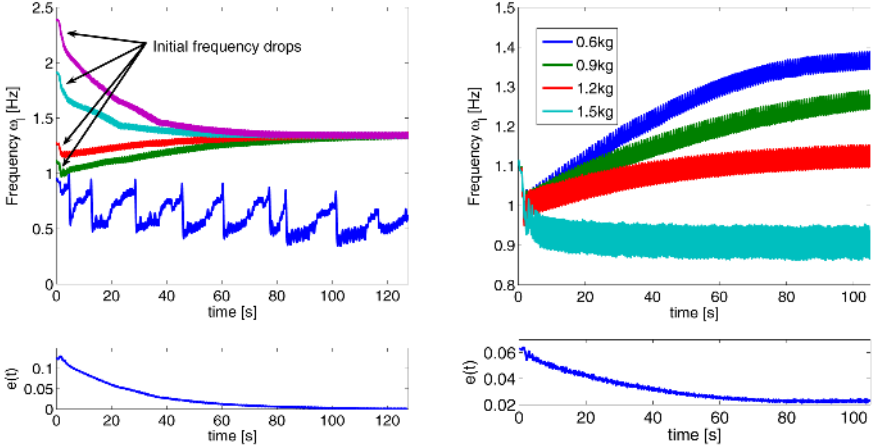 2.5
2
1.5
1
0.5
0
Frequency ω_l [Hz]
Initial frequency drops
0 20 40 60 80 100 120
time [s]
0.1
0.05
0
e(t)
0 20 40 60 80 100 120
time [s]
1.5
1.4
1.3
1.2
1.1
1
0.9
0.8
Frequency ω_l [Hz]
0.6kg
0.9kg
1.2kg
1.5kg
0 20 40 60 80 100
time [s]
0.06
0.04
0.02
e(t)
0 20 40 60 80 100
time [s]